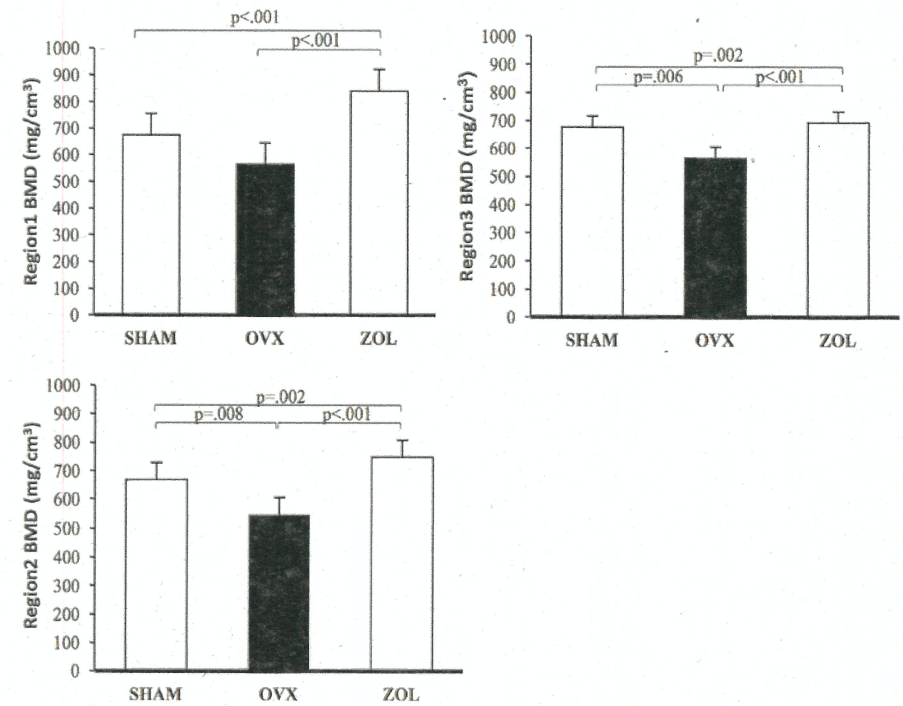 p<.001
p<.001
Region1 BMD (mg/cm³)
1000
900
800
700
600
500
400
300
200
100
0
SHAM OVX ZOL
p=.002
p=.006 p<.001
Region3 BMD (mg/cm³)
1000
900
800
700
600
500
400
300
200
100
0
SHAM OVX ZOL
p=.002
p=.008 p<.001
Region2 BMD (mg/cm³)
1000
900
800
700
600
500
400
300
200
100
0
SHAM OVX ZOL